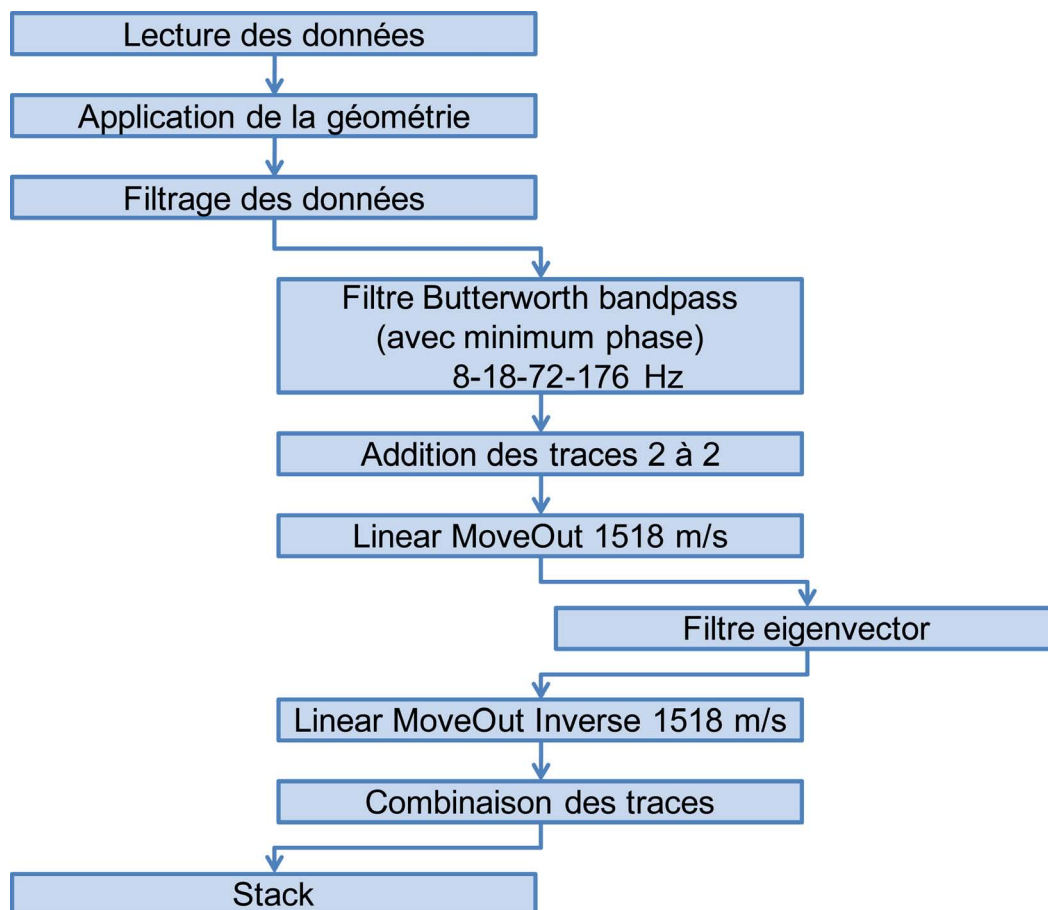 Lecture des données
Application de la géométrie
Filtrage des données
Filtre Butterworth bandpass
(avec minimum phase)
8-18-72-176 Hz
Addition des traces 2 à 2
Linear MoveOut 1518 m/s
Filtre eigenvector
Linear MoveOut Inverse 1518 m/s
Combinaison des traces
Stack